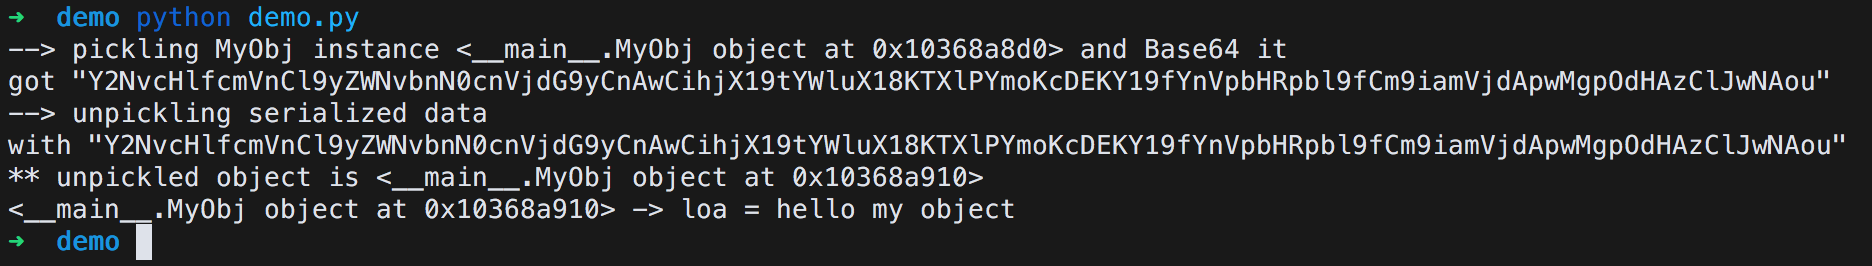 ➜ demo python demo.py
––> pickling MyObj instance <__main__.MyObj object at 0x10368a8d0> and Base64 it
got "Y2NvcHlfcmVnCl9yZWNvbnN0cnVjdG9yCnAwCihjX19tYWluX18KTXlPYmoKcDEKY19fYnVpbHRpbl9fCm9iamVjdApwMgpOdHAzClJwNAou"
––> unpickling serialized data
with "Y2NvcHlfcmVnCl9yZWNvbnN0cnVjdG9yCnAwCihjX19tYWluX18KTXlPYmoKcDEKY19fYnVpbHRpbl9fCm9iamVjdApwMgpOdHAzClJwNAou"
** unpickled object is <__main__.MyObj object at 0x10368a910>
<__main__.MyObj object at 0x10368a910> –> loa = hello my object
➜ demo